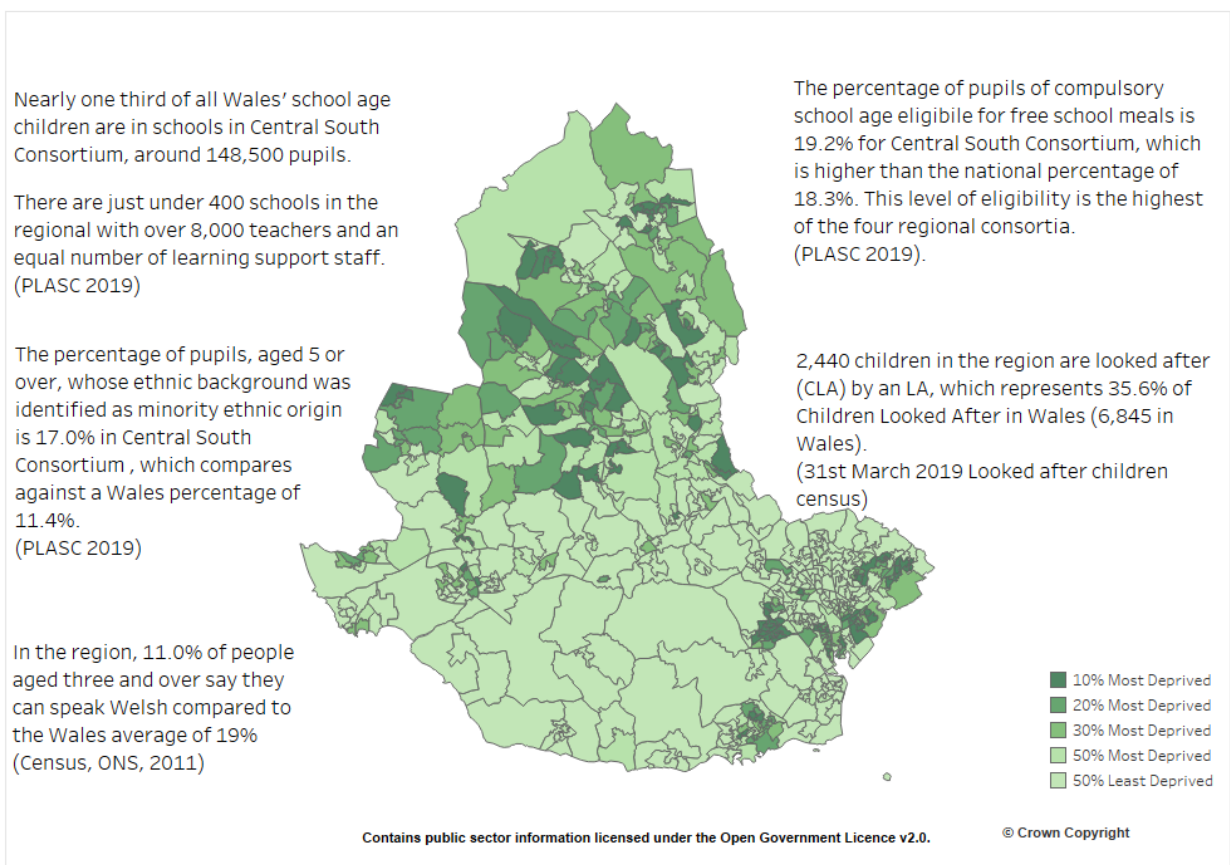 Nearly one third of all Wales' school age
children are in schools in Central South
Consortium, around 148,500 pupils.
There are just under 400 schools in the
regional with over 8,000 teachers and an
equal number of learning support staff.
(PLASC 2019)
The percentage of pupils, aged 5 or
over, whose ethnic background was
identified as minority ethnic origin
is 17.0% in Central South
Consortium , which compares
against a Wales percentage of
11.4%.
(PLASC 2019)
In the region, 11.0% of people
aged three and over say they
can speak Welsh compared to
the Wales average of 19%
(Census, ONS, 2011)
The percentage of pupils of compulsory
school age eligibile for free school meals is
19.2% for Central South Consortium, which
is higher than the national percentage of
18.3%. This level of eligibility is the highest
of the four regional consortia.
(PLASC 2019).
2,440 children in the region are looked after
(CLA) by an LA, which represents 35.6% of
Children Looked After in Wales (6,845 in
Wales).
(31st March 2019 Looked after children
census)
10% Most Deprived
20% Most Deprived
30% Most Deprived
50% Most Deprived
50% Least Deprived
Contains public sector information licensed under the Open Government Licence v2.0.
© Crown Copyright